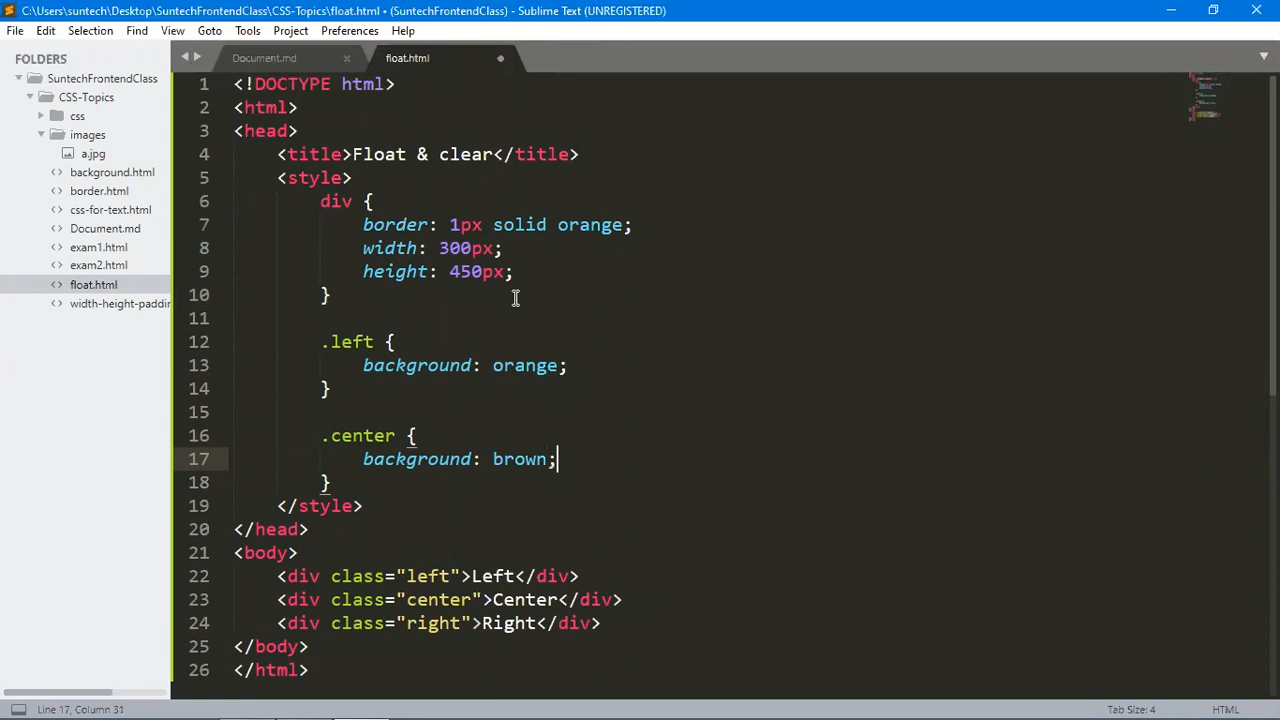 C:\Users\suntech\Desktop\SuntechFrontendClass\CSS-Topics\float.html • (SuntechFrontendClass) - Sublime Text (UNREGISTERED)
File Edit Selection Find View Goto Tools Project Preferences Help
FOLDERS
SuntechFrontendClass
CSS-Topics
css
images
a.jpg
background.html
border.html
css-for-text.html
Document.md
exam1.html
exam2.html
float.html
width-height-paddin
Document.md × float.html
1 <!DOCTYPE html>
2 <html>
3 <head>
4 <title>Float & clear</title>
5 <style>
6 div {
7 border: 1px solid orange;
8 width: 300px;
9 height: 450px;
10 }
11
12 .left {
13 background: orange;
14 }
15
16 .center {
17 background: brown;
18 }
19 </style>
20 </head>
21 <body>
22 <div class="left">Left</div>
23 <div class="center">Center</div>
24 <div class="right">Right</div>
25 </body>
26 </html>
Line 17, Column 31 Tab Size: 4 HTML